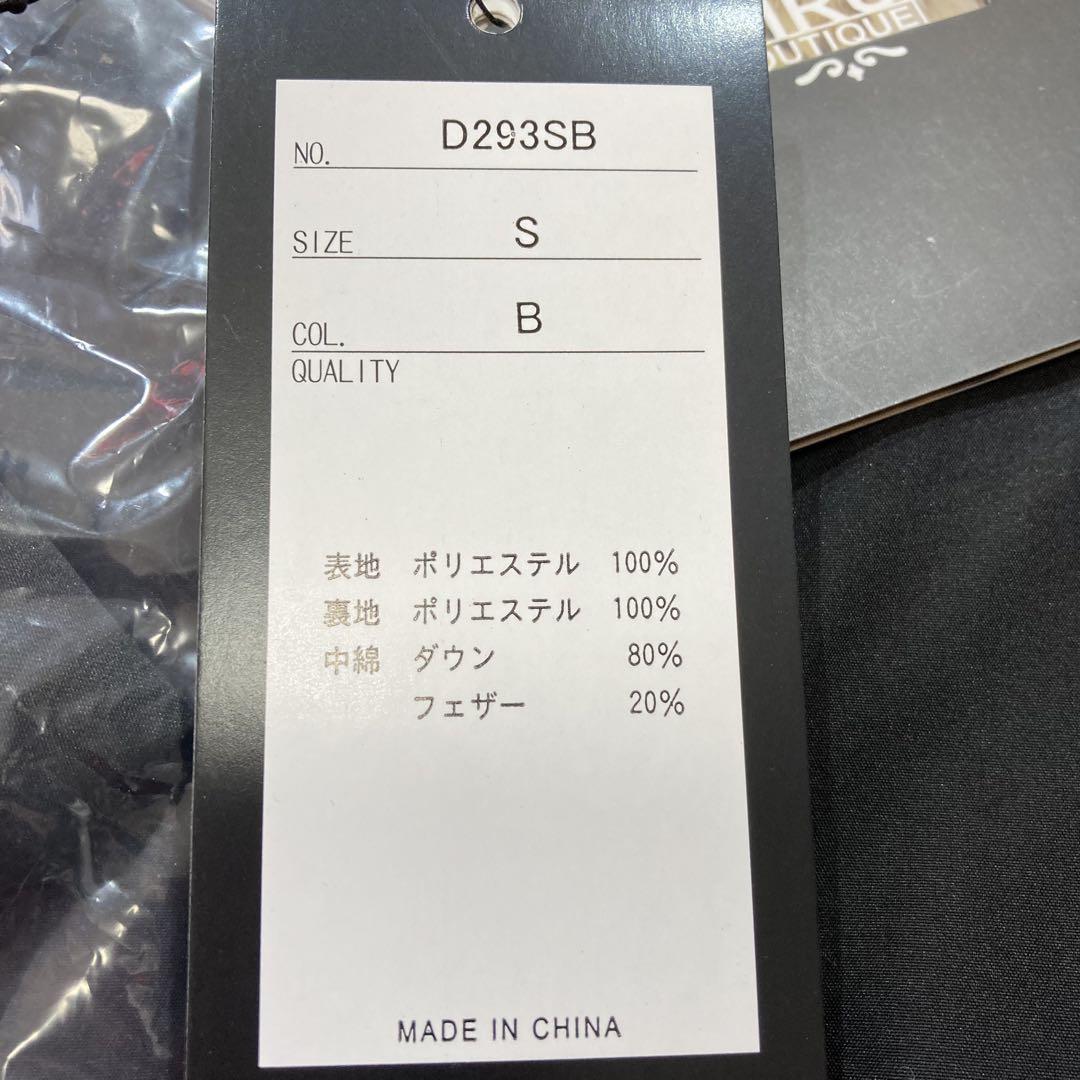 OUTIQUE
NO. D293SB
SIZE S
COL. B
QUALITY
表地 ポリエステル 100%
裏地 ポリエステル 100%
中綿 ダウン 80%
フェザー 20%
MADE IN CHINA